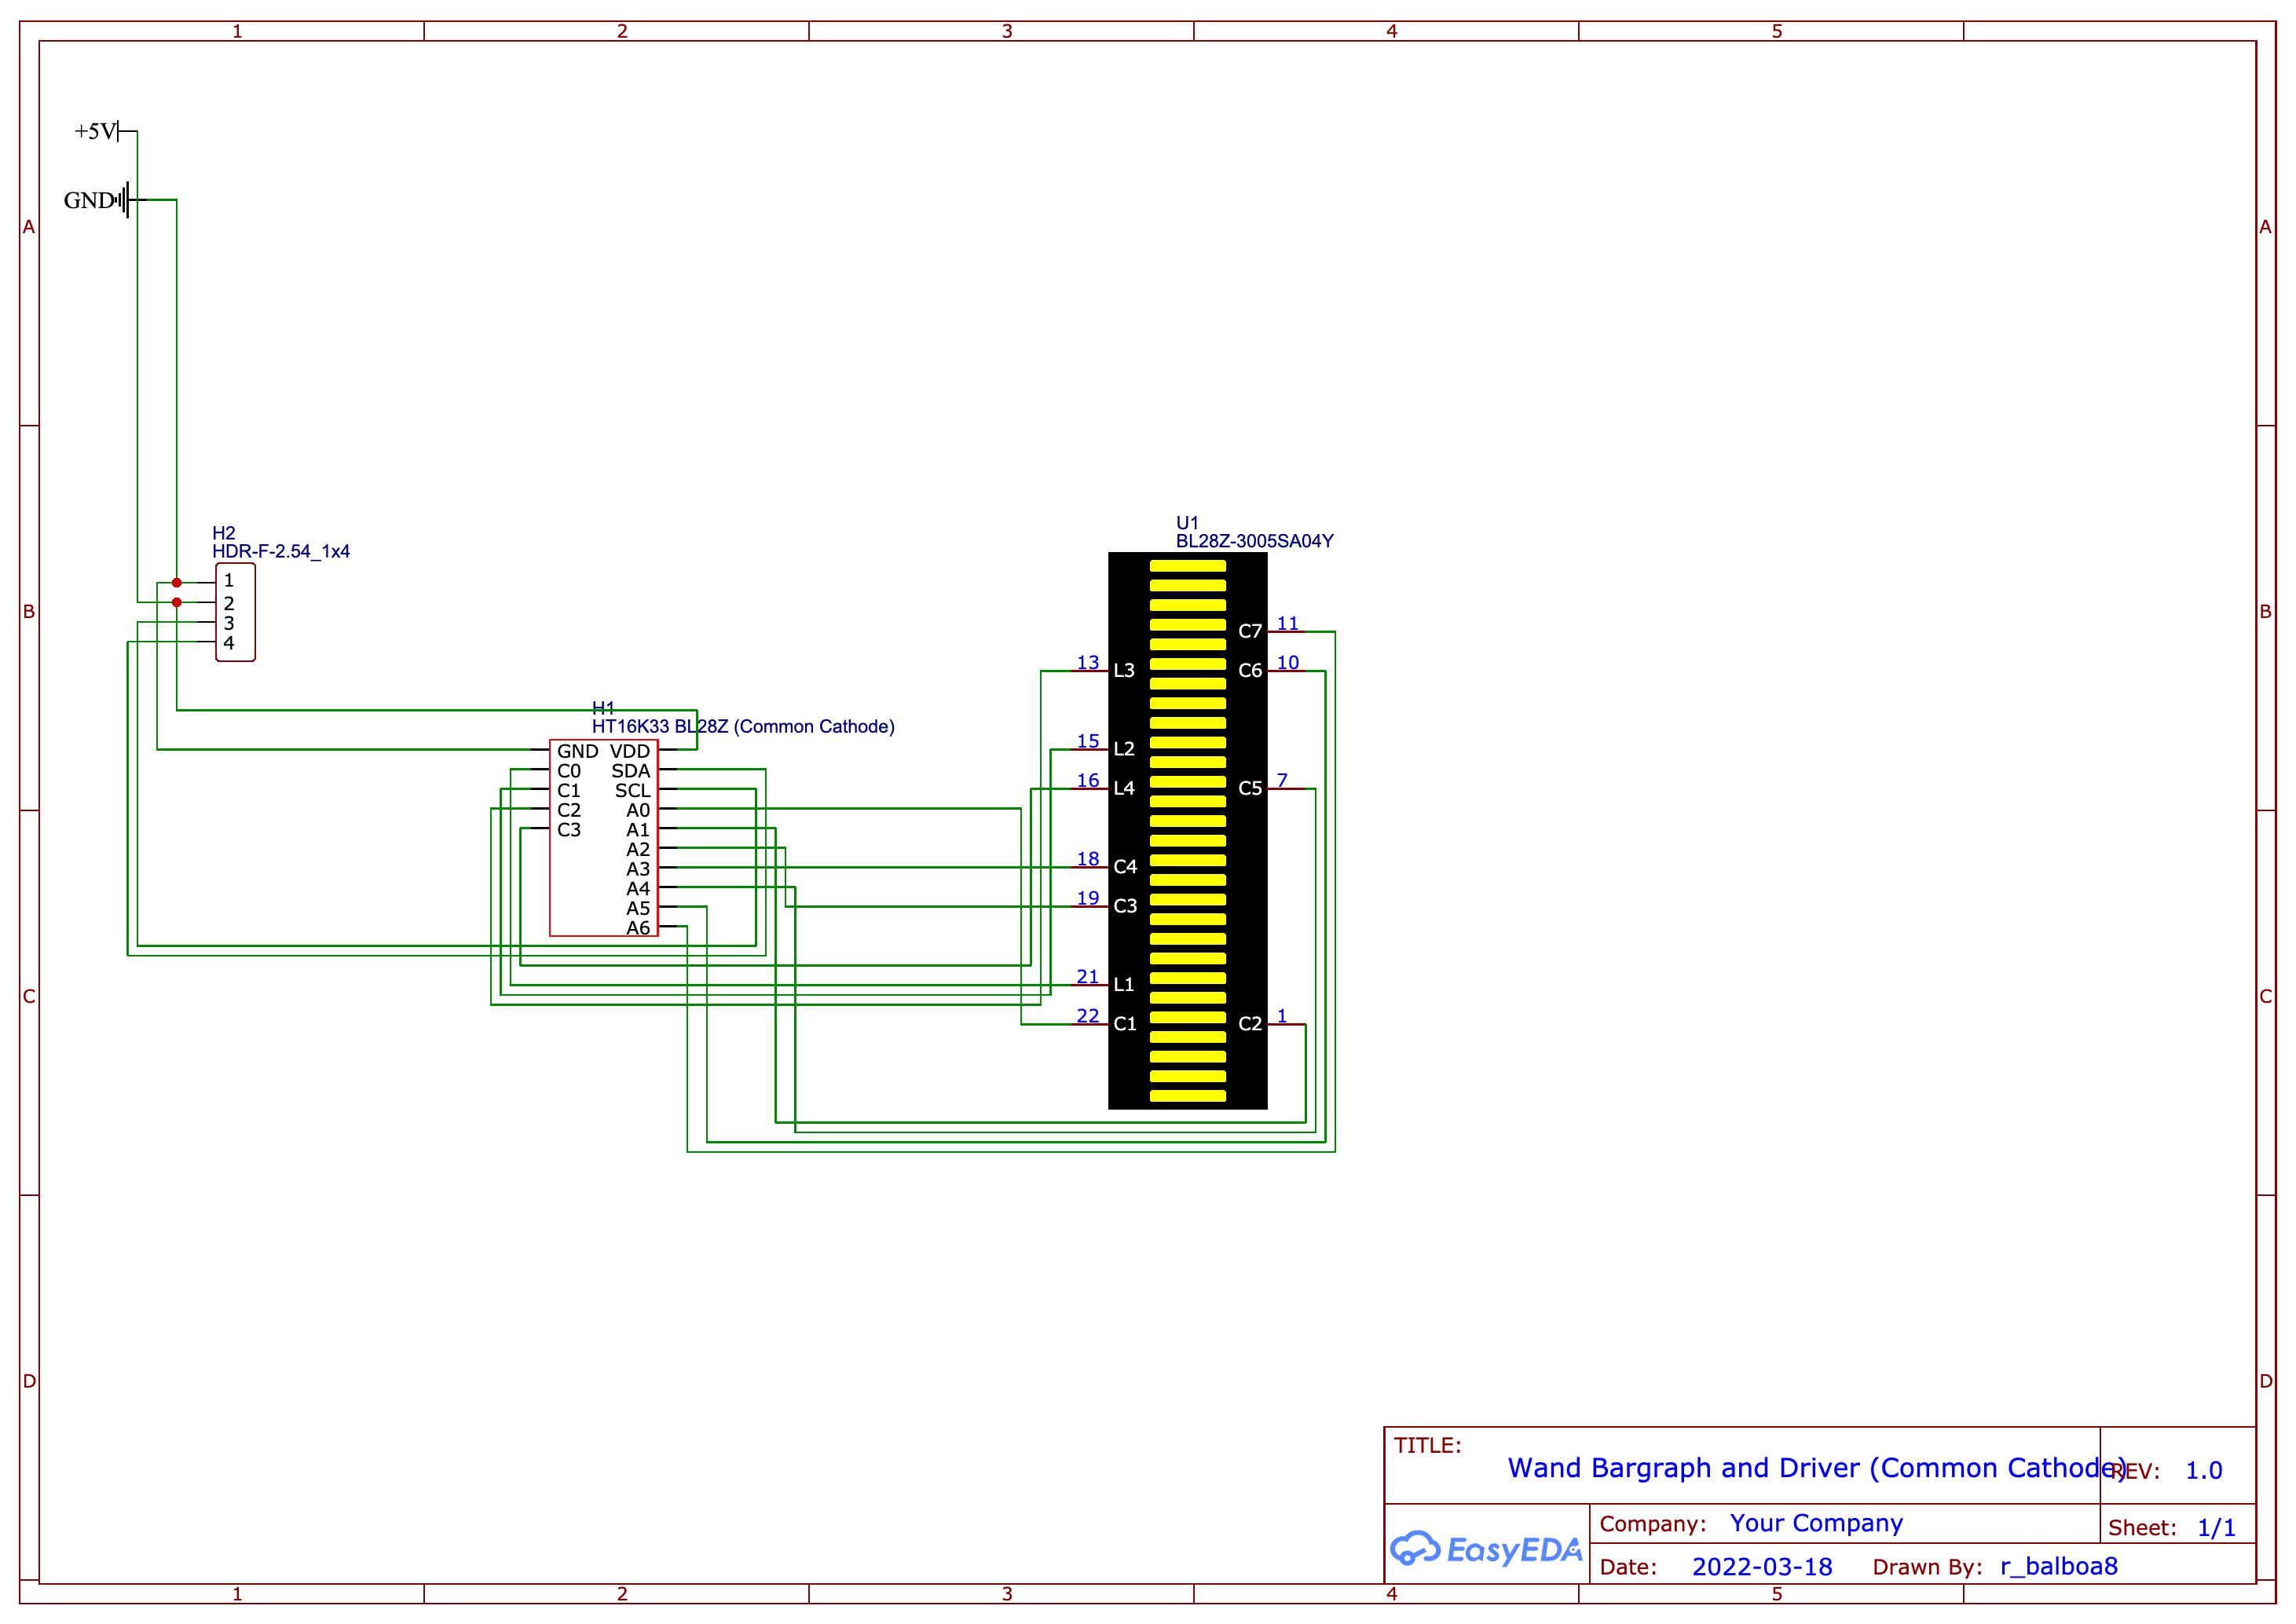 1 2 3 4 5
A A
B B
C C
D D
1 2 3 4 5
+5V
GND
H2
HDR-F-2.54_1x4
1
2
3
4
H1
HT16K33 BL28Z (Common Cathode)
GND VDD
C0 SDA
C1 SCL
C2 A0
C3 A1
A2
A3
A4
A5
A6
U1
BL28Z-3005SA04Y
C7 11
13 L3 C6 10
15 L2
16 L4 C5 7
18 C4
19 C3
21 L1
22 C1 C2 1
TITLE:
Wand Bargraph and Driver (Common Cathode)
REV: 1.0
EasyEDA
Company: Your Company
Sheet: 1/1
Date: 2022-03-18 Drawn By: r_balboa8